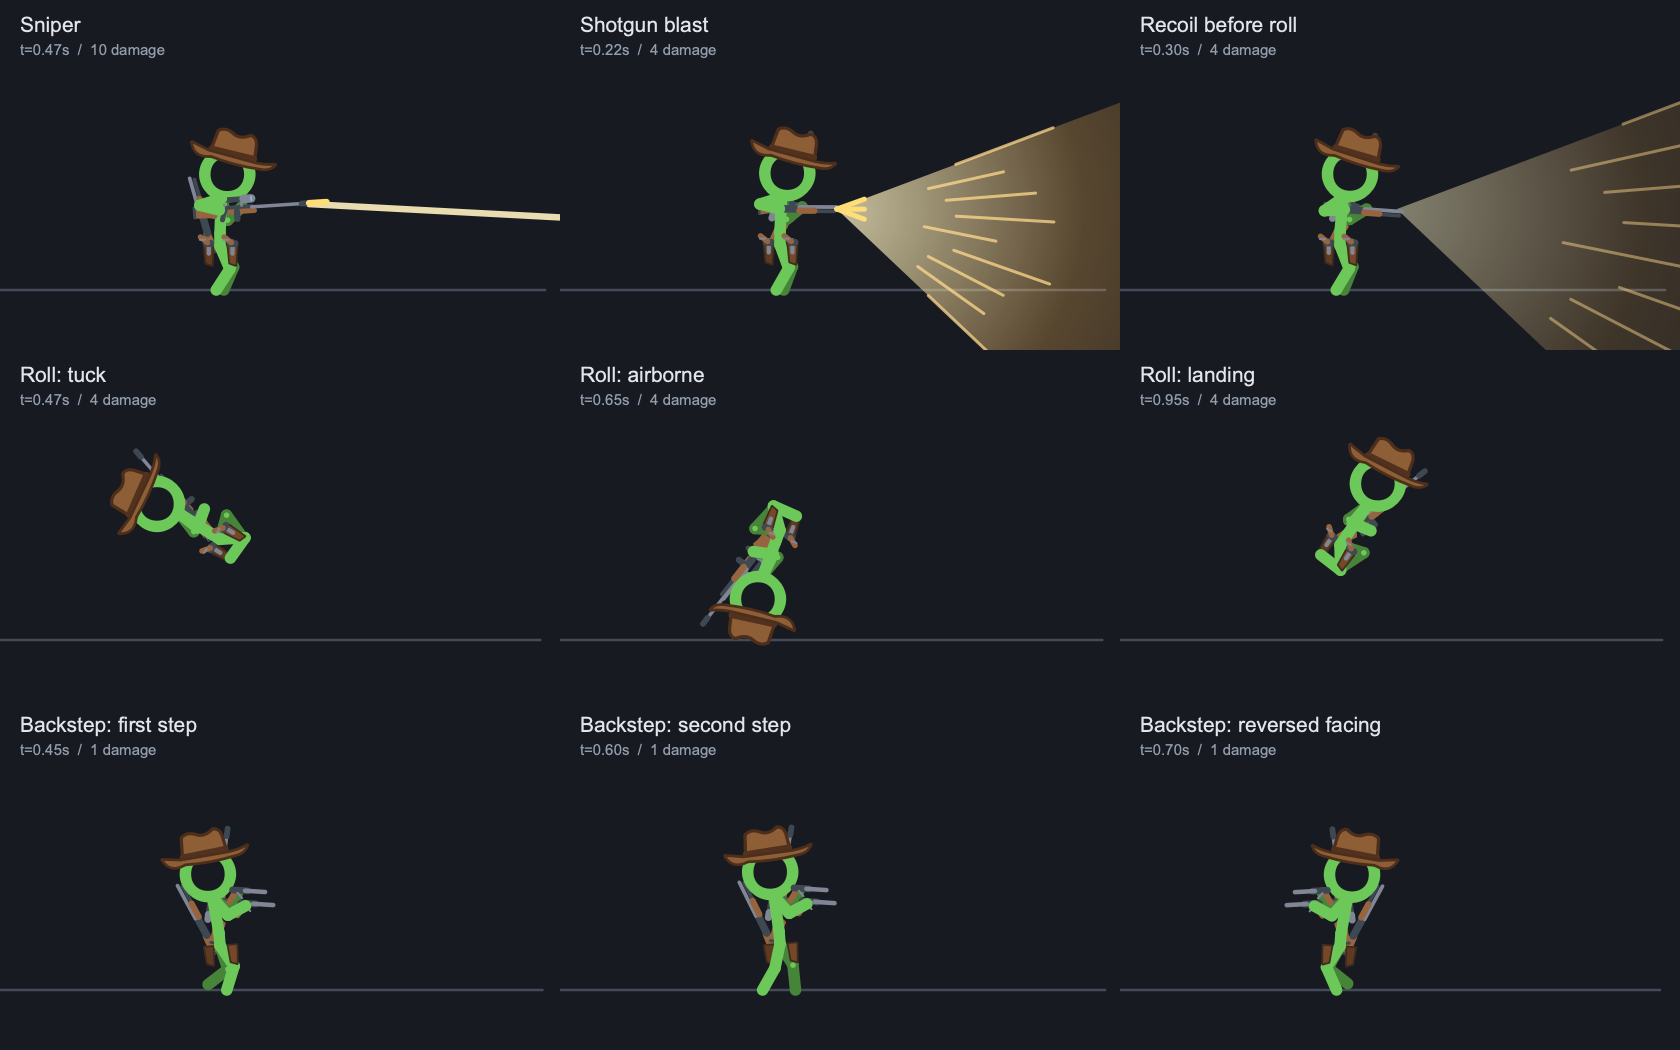 Sniper
t=0.47s / 10 damage
Shotgun blast
t=0.22s / 4 damage
Recoil before roll
t=0.30s / 4 damage
Roll: tuck
t=0.47s / 4 damage
Roll: airborne
t=0.65s / 4 damage
Roll: landing
t=0.95s / 4 damage
Backstep: first step
t=0.45s / 1 damage
Backstep: second step
t=0.60s / 1 damage
Backstep: reversed facing
t=0.70s / 1 damage